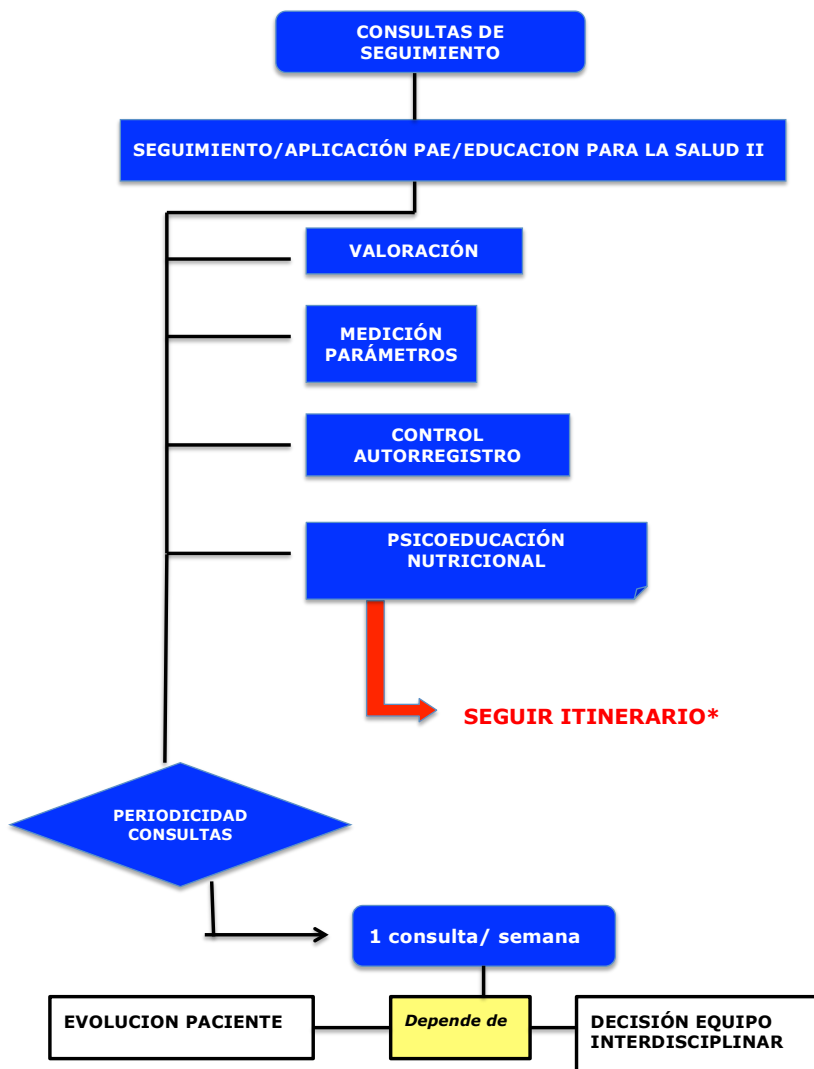 CONSULTAS DE
SEGUIMIENTO
SEGUIMIENTO/APLICACIÓN PAE/EDUCACION PARA LA SALUD II
VALORACIÓN
MEDICIÓN
PARÁMETROS
CONTROL
AUTORREGISTRO
PSICOEDUCACIÓN
NUTRICIONAL
SEGUIR ITINERARIO*
PERIODICIDAD
CONSULTAS
1 consulta/ semana
EVOLUCION PACIENTE
Depende de
DECISIÓN EQUIPO
INTERDISCIPLINAR